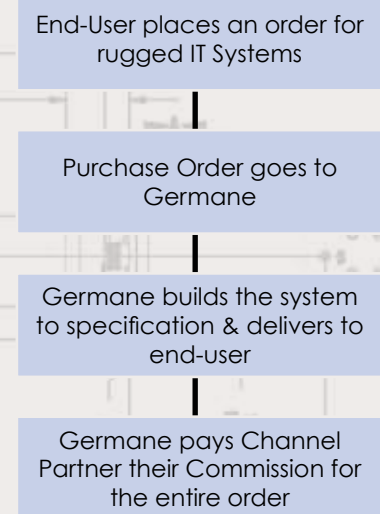 End-User places an order for
rugged IT Systems
Purchase Order goes to
Germane
Germane builds the system
to specification & delivers to
end-user
Germane pays Channel
Partner their Commission for
the entire order